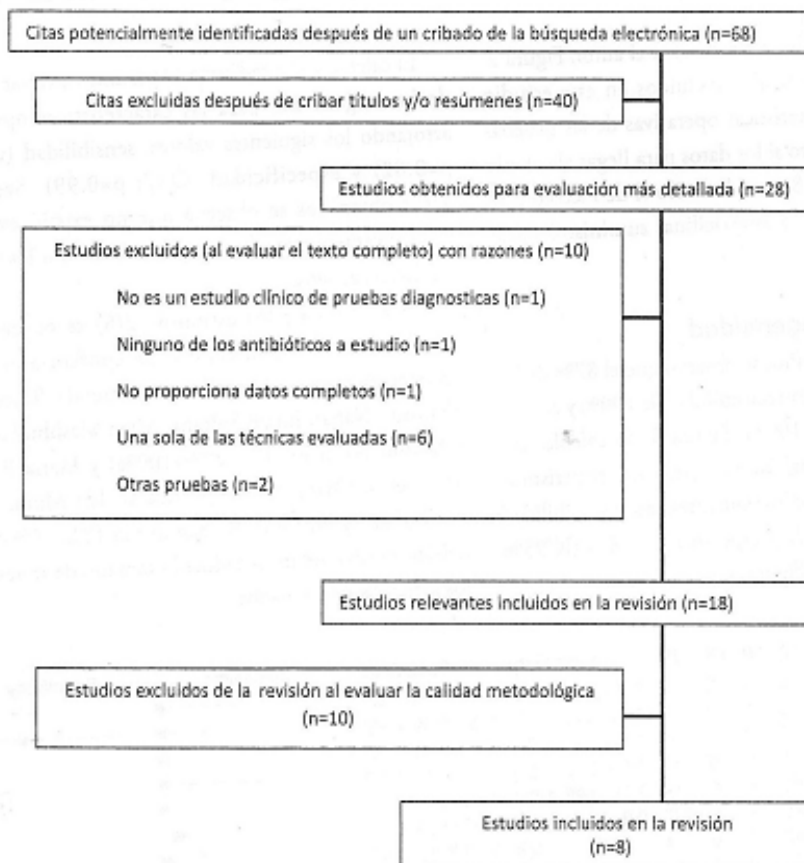 Citas potencialmente identificadas después de un cribado de la búsqueda electrónica (n=68)
Citas excluidas después de cribar títulos y/o resúmenes (n=40)
Estudios obtenidos para evaluación más detallada (n=28)
Estudios excluidos (al evaluar el texto completo) con razones (n=10)
No es un estudio clínico de pruebas diagnosticas (n=1)
Ninguno de los antibióticos a estudio (n=1)
No proporciona datos completos (n=1)
Una sola de las técnicas evaluadas (n=6)
Otras pruebas (n=2)
Estudios relevantes incluidos en la revisión (n=18)
Estudios excluidos de la revisión al evaluar la calidad metodológica
(n=10)
Estudios incluidos en la revisión
(n=8)